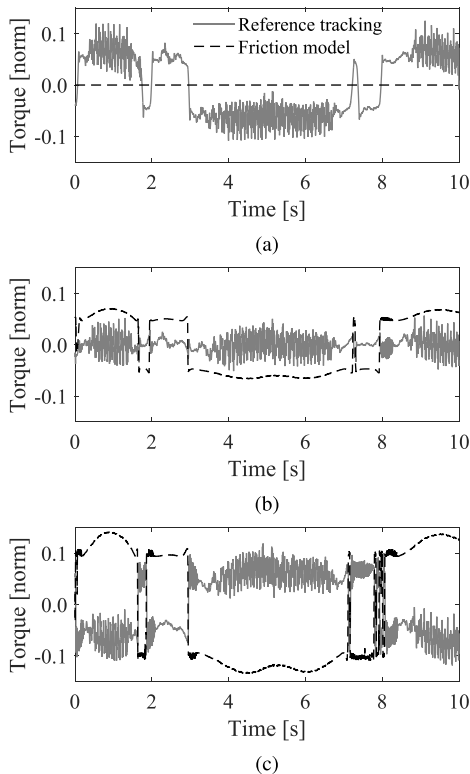 Reference tracking
Friction model
0.1
0.0
-0.1
Torque [norm]
0 2 4 6 8 10
Time [s]
(a)
0.1
0.0
-0.1
Torque [norm]
0 2 4 6 8 10
Time [s]
(b)
0.1
0.0
-0.1
Torque [norm]
0 2 4 6 8 10
Time [s]
(c)